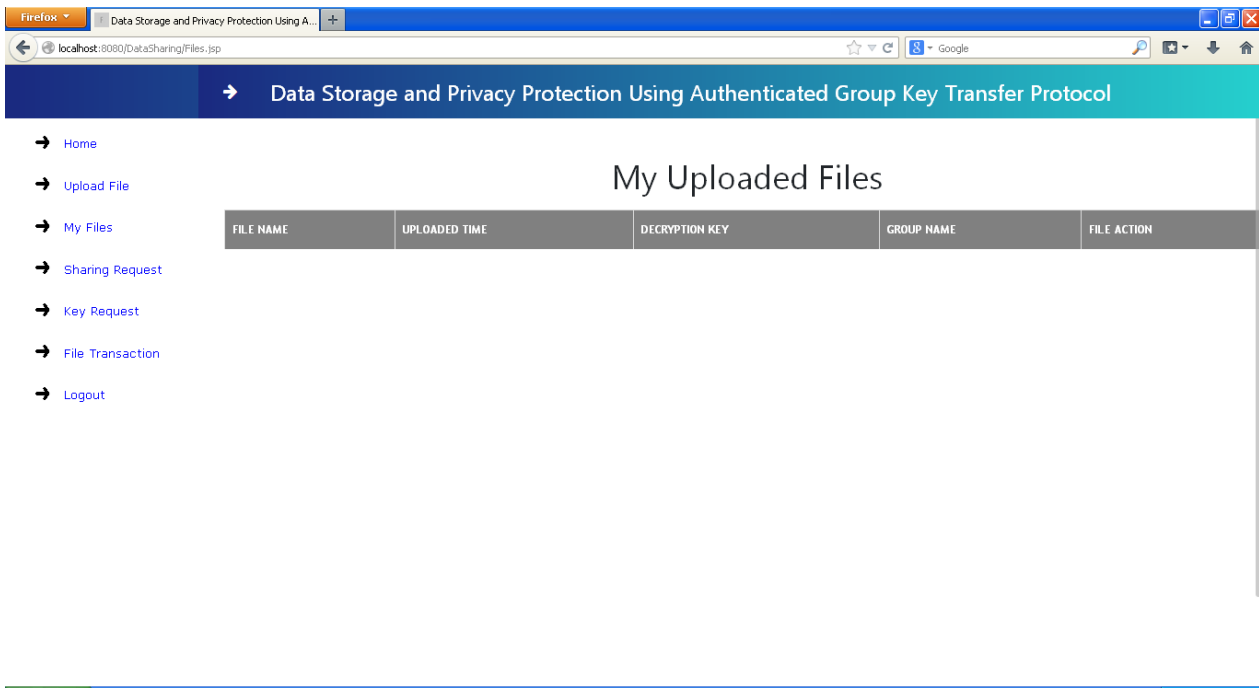 Firefox
Data Storage and Privacy Protection Using A...
localhost:8080/DataSharing/Files.jsp
Google
Data Storage and Privacy Protection Using Authenticated Group Key Transfer Protocol
Home
Upload File
My Files
Sharing Request
Key Request
File Transaction
Logout
My Uploaded Files
FILE NAME UPLOADED TIME DECRYPTION KEY GROUP NAME FILE ACTION